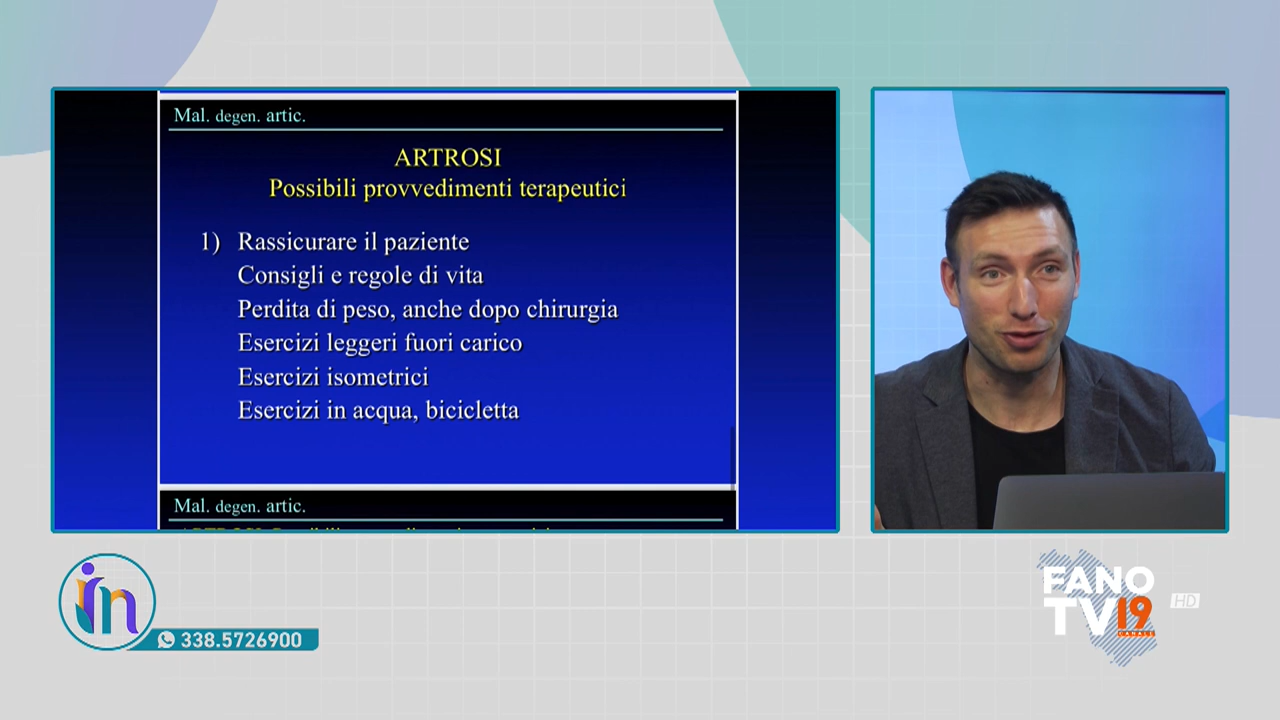 Mal. degen. artic.
ARTROSI
Possibili provvedimenti terapeutici
1) Rassicurare il paziente
Consigli e regole di vita
Perdita di peso, anche dopo chirurgia
Esercizi leggeri fuori carico
Esercizi isometrici
Esercizi in acqua, bicicletta
Mal. degen. artic.
in
338.5726900
FANO
TV19
CANALE
HD